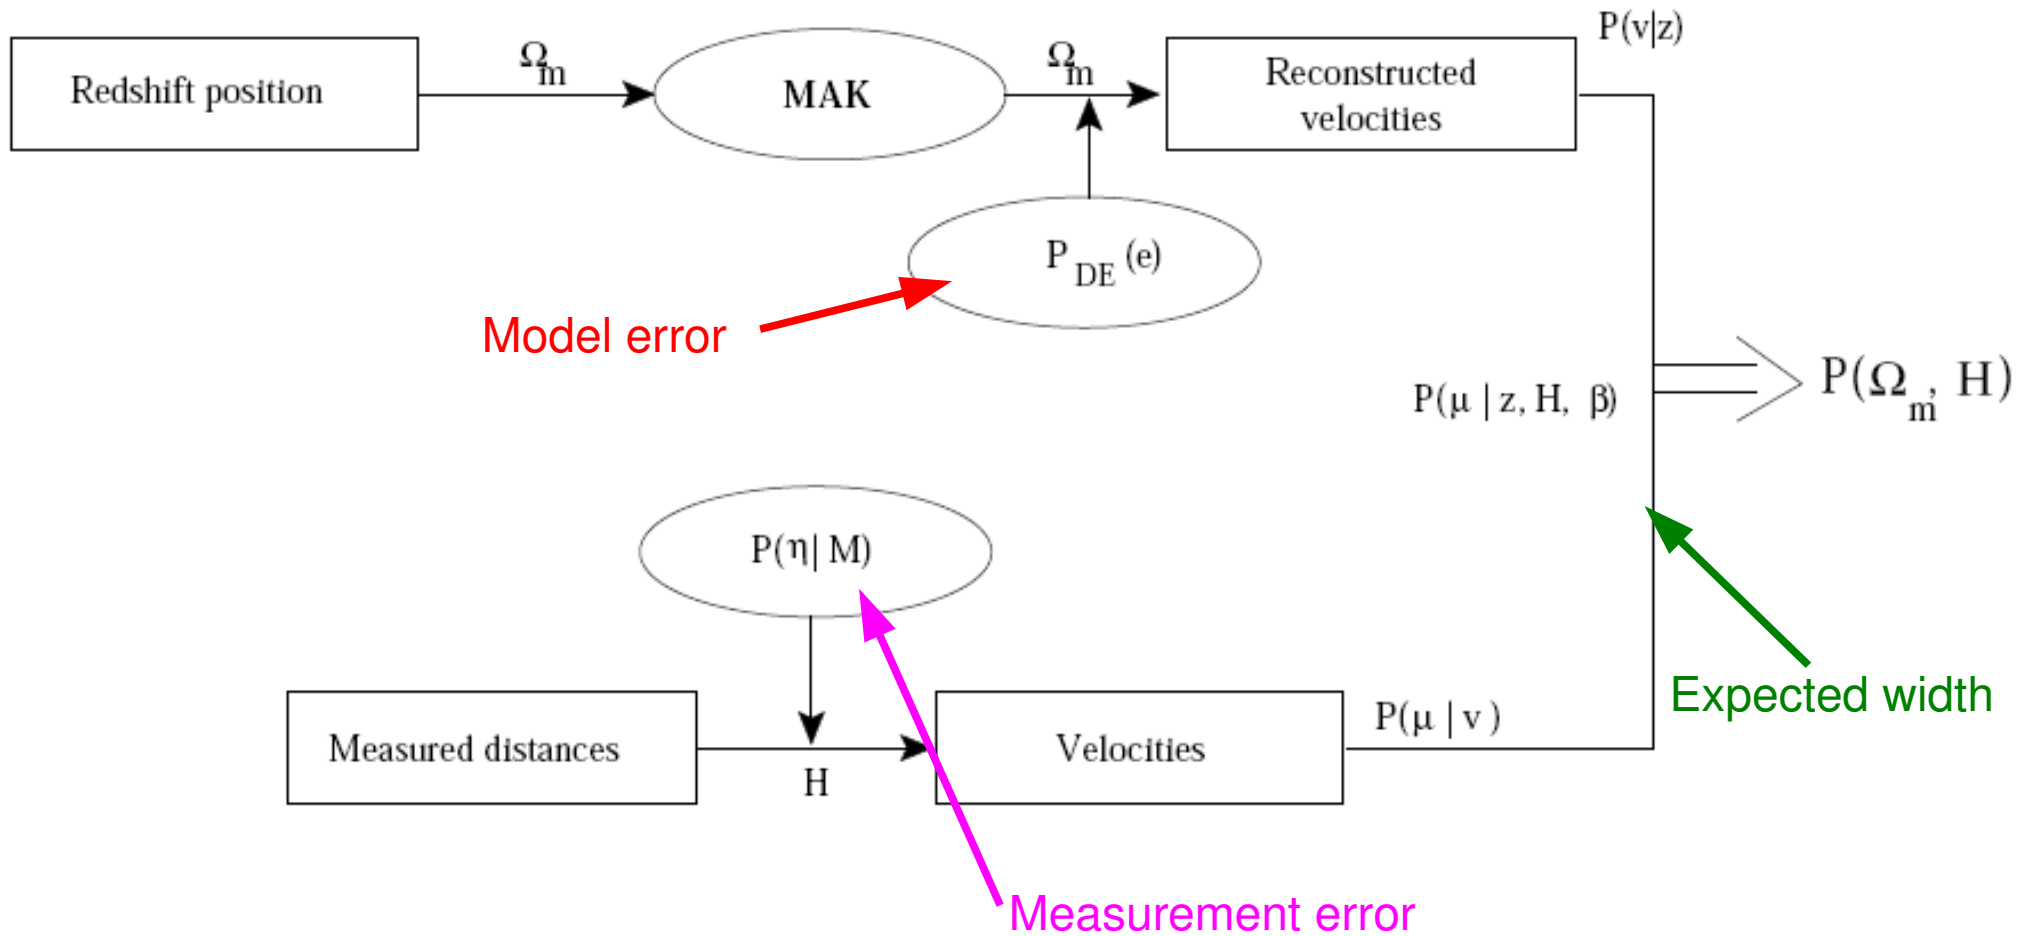 P(v|z)
Ωm
Ωm
Redshift position
MAK
Reconstructed
velocities
P DE (e)
Model error
P(μ | z, H, β)
P(Ωm, H)
P(η| M)
Expected width
P(μ | v )
Measured distances
H
Velocities
Measurement error